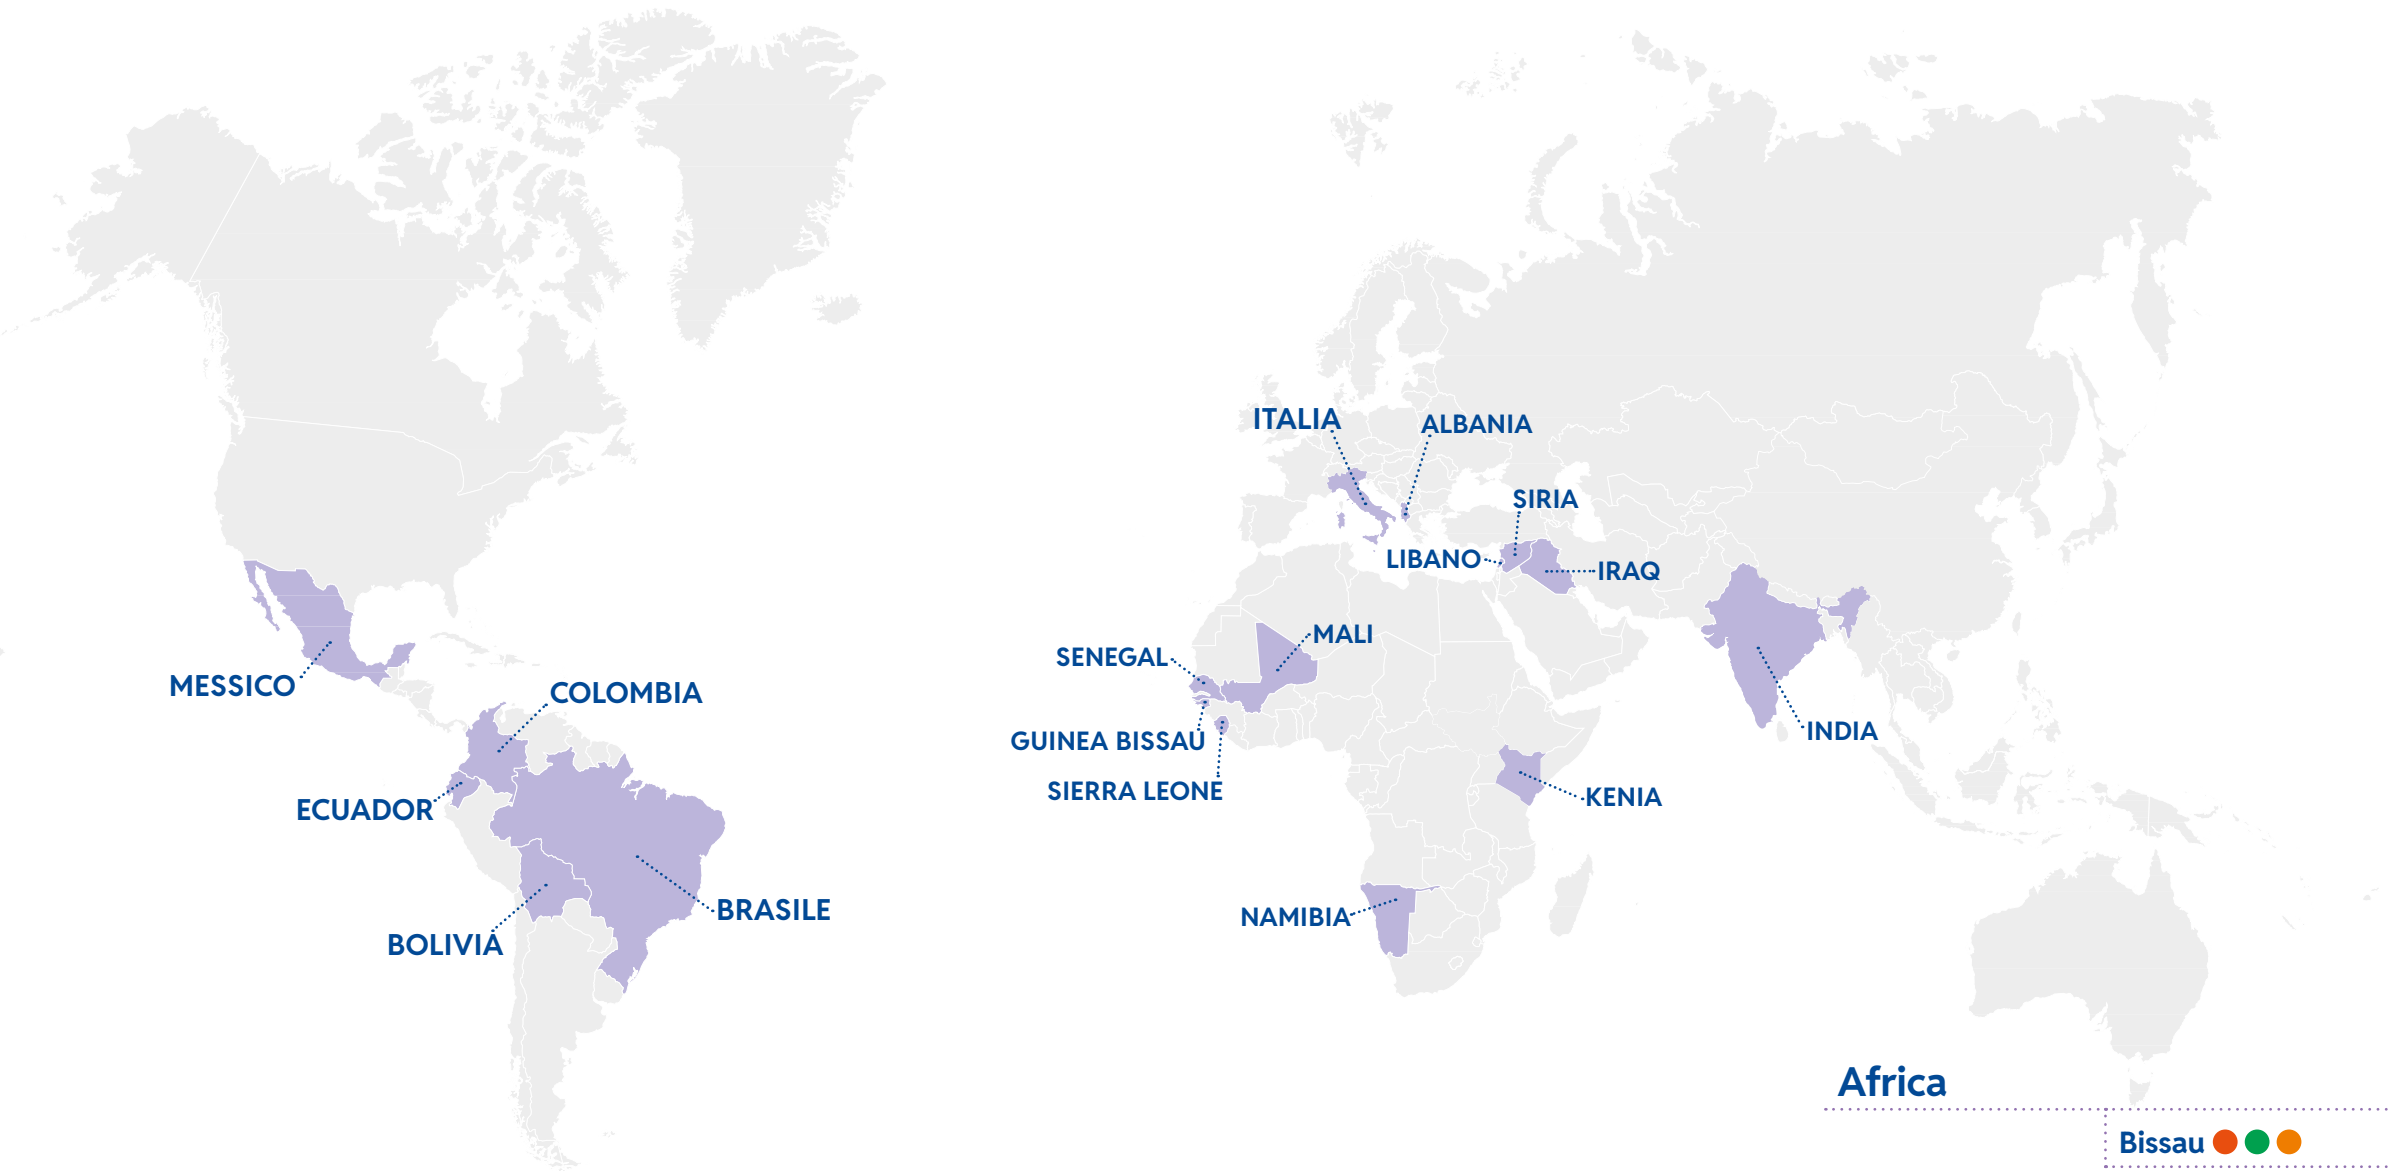 ITALIA
ALBANIA
SIRIA
LIBANO
IRAQ
MALI
SENEGAL
MESSICO
COLOMBIA
INDIA
GUINEA BISSAU
SIERRA LEONE
KENIA
ECUADOR
BRASILE
NAMIBIA
BOLIVIA
Africa
Bissau